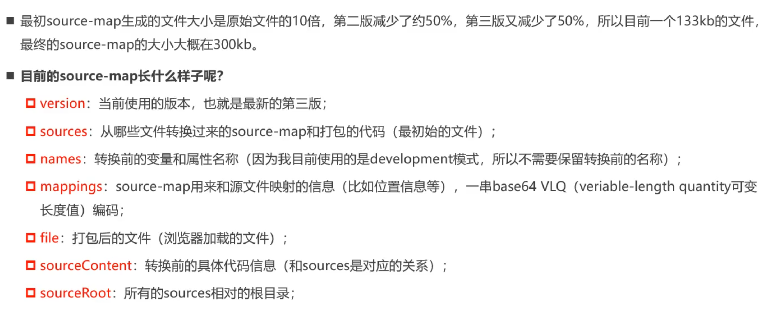 最初source-map生成的文件大小是原始文件的10倍，第二版减少了约50%，第三版又减少了50%，所以目前一个133kb的文件，
最终的source-map的大小大概在300kb。
目前的source-map长什么样子呢？
version：当前使用的版本，也就是最新的第三版；
sources：从哪些文件转换过来的source-map和打包的代码（最初始的文件）；
names：转换前的变量和属性名称（因为我目前使用的是development模式，所以不需要保留转换前的名称）；
mappings：source-map用来和源文件映射的信息（比如位置信息等），一串base64 VLQ（veriable-length quantity可变
长度值）编码；
file：打包后的文件（浏览器加载的文件）；
sourceContent：转换前的具体代码信息（和sources是对应的关系）；
sourceRoot：所有的sources相对的根目录；